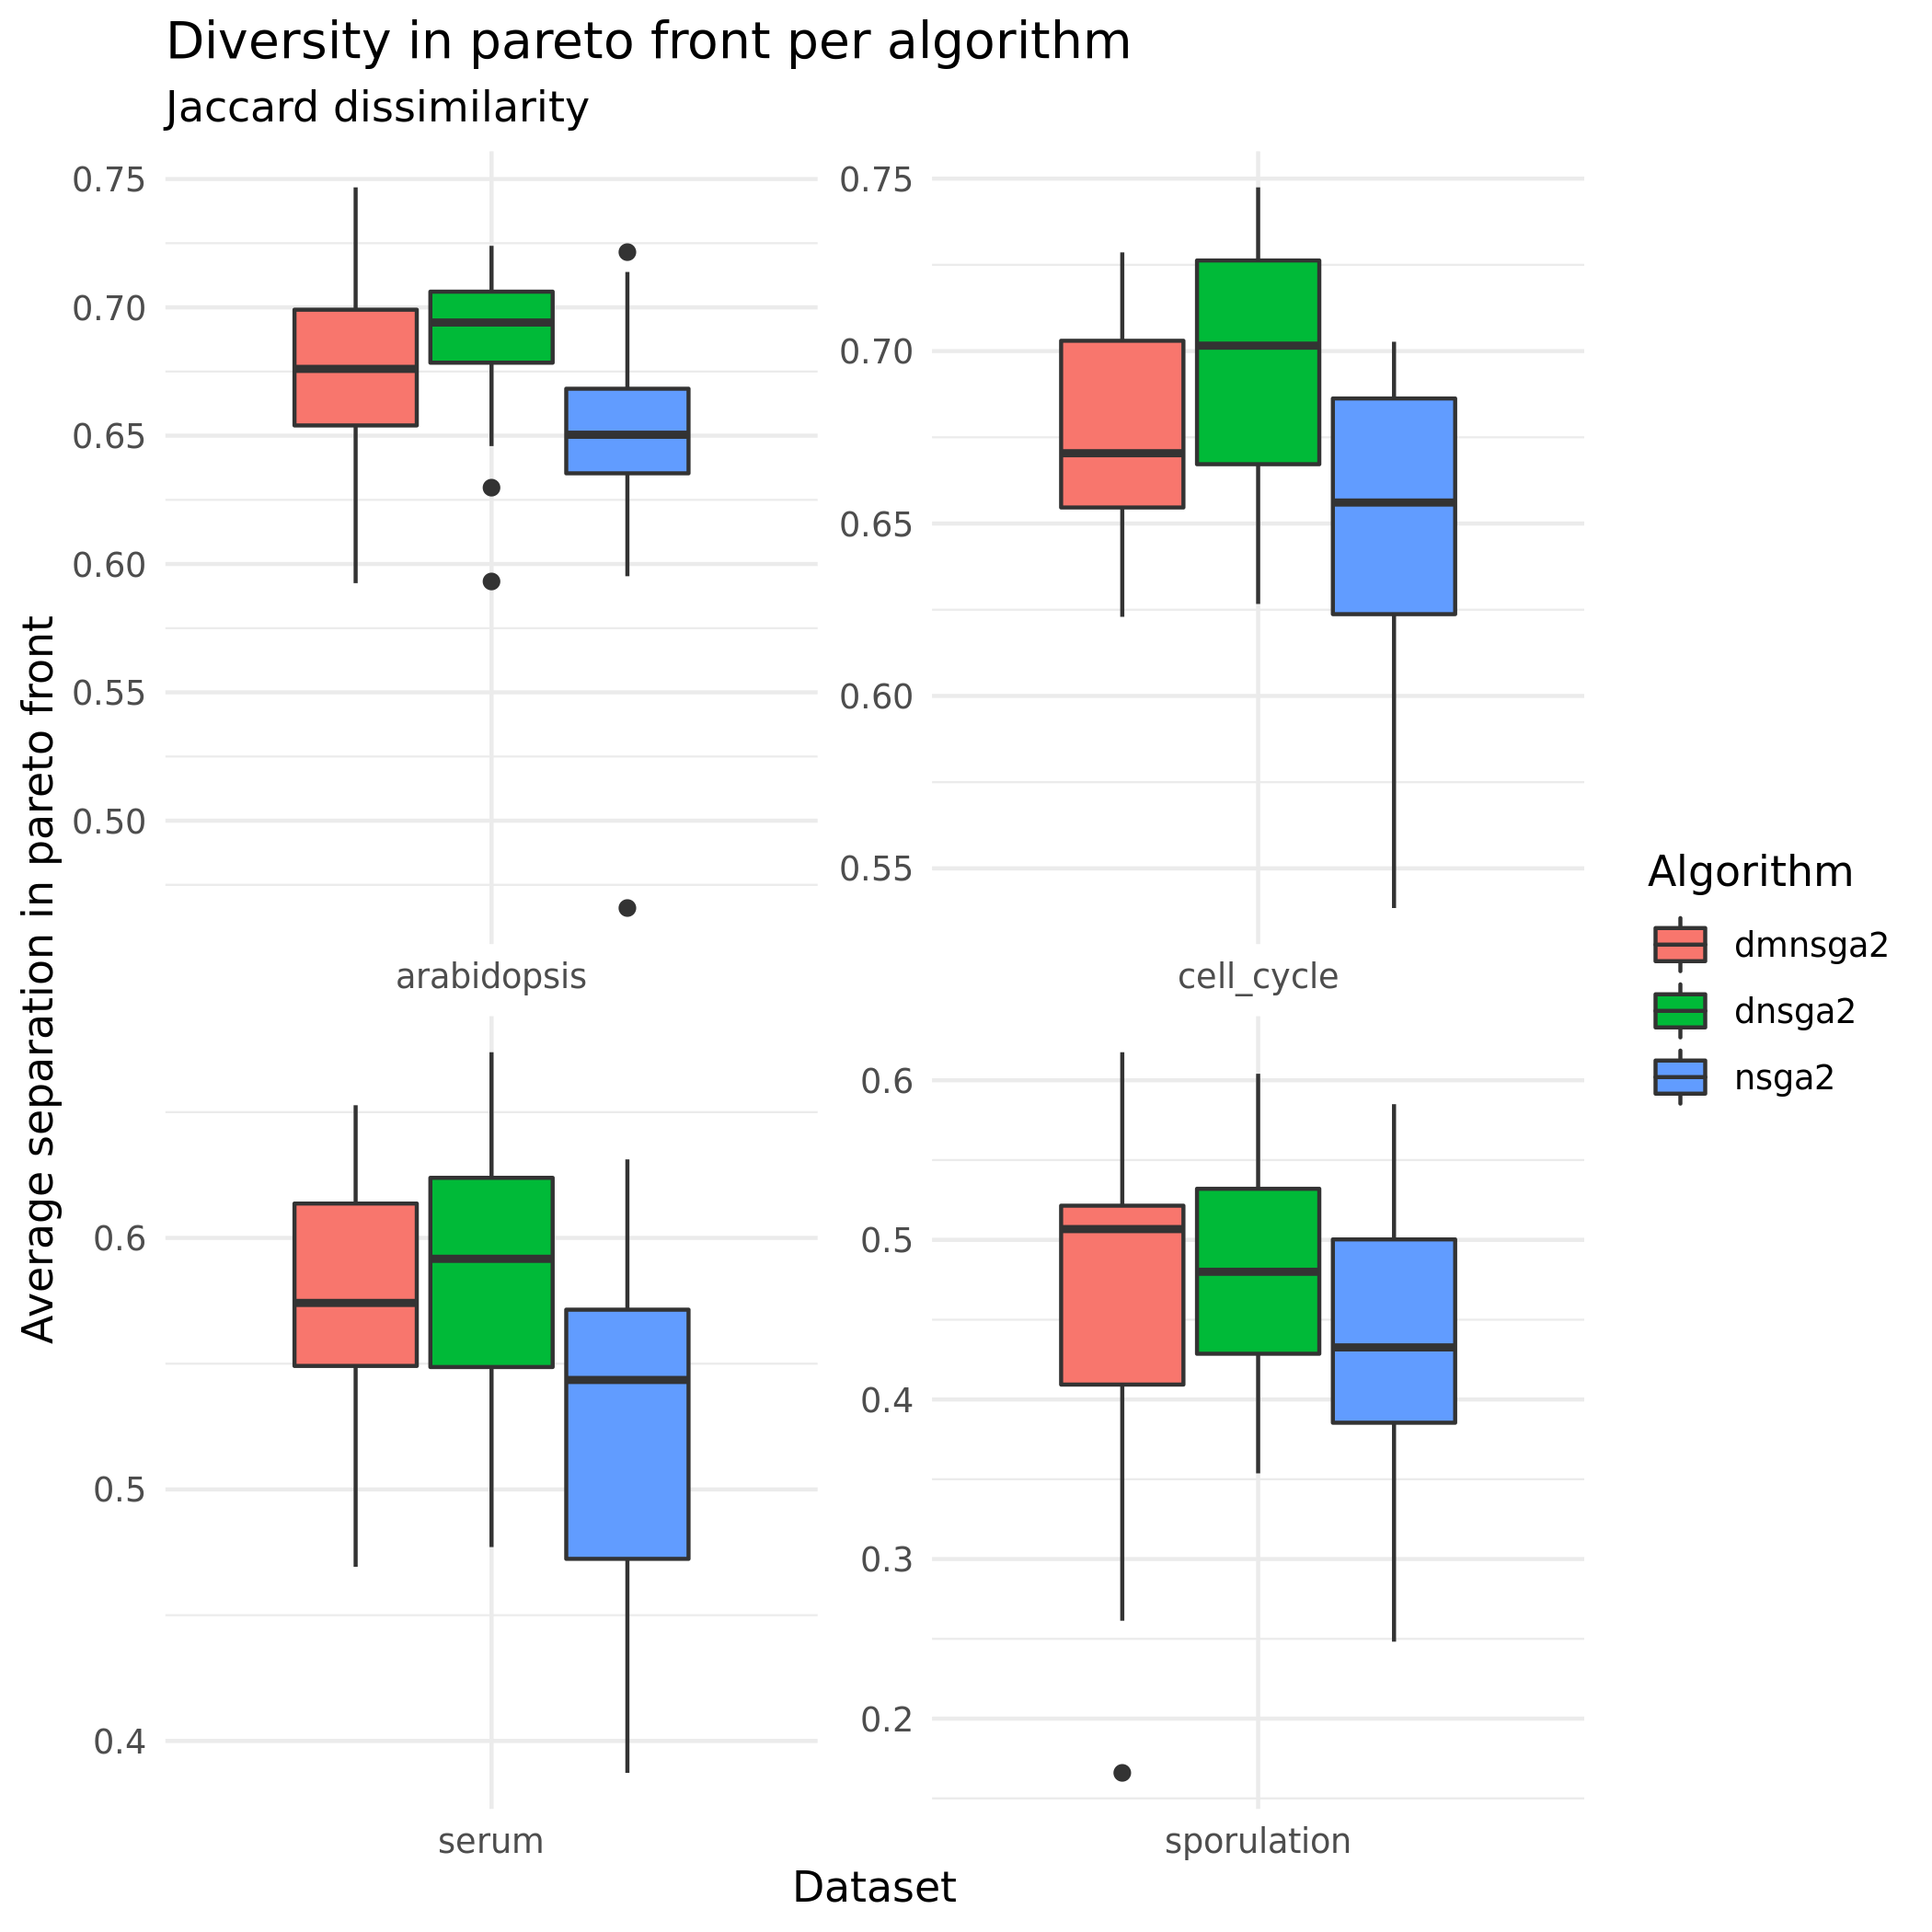 Diversity in pareto front per algorithm
Jaccard dissimilarity
Average separation in pareto front
0.75
0.70
0.65
0.60
0.55
0.50
arabidopsis
0.75
0.70
0.65
0.60
0.55
cell_cycle
0.6
0.5
0.4
serum
0.6
0.5
0.4
0.3
0.2
sporulation
Dataset
Algorithm
dmnsga2
dnsga2
nsga2